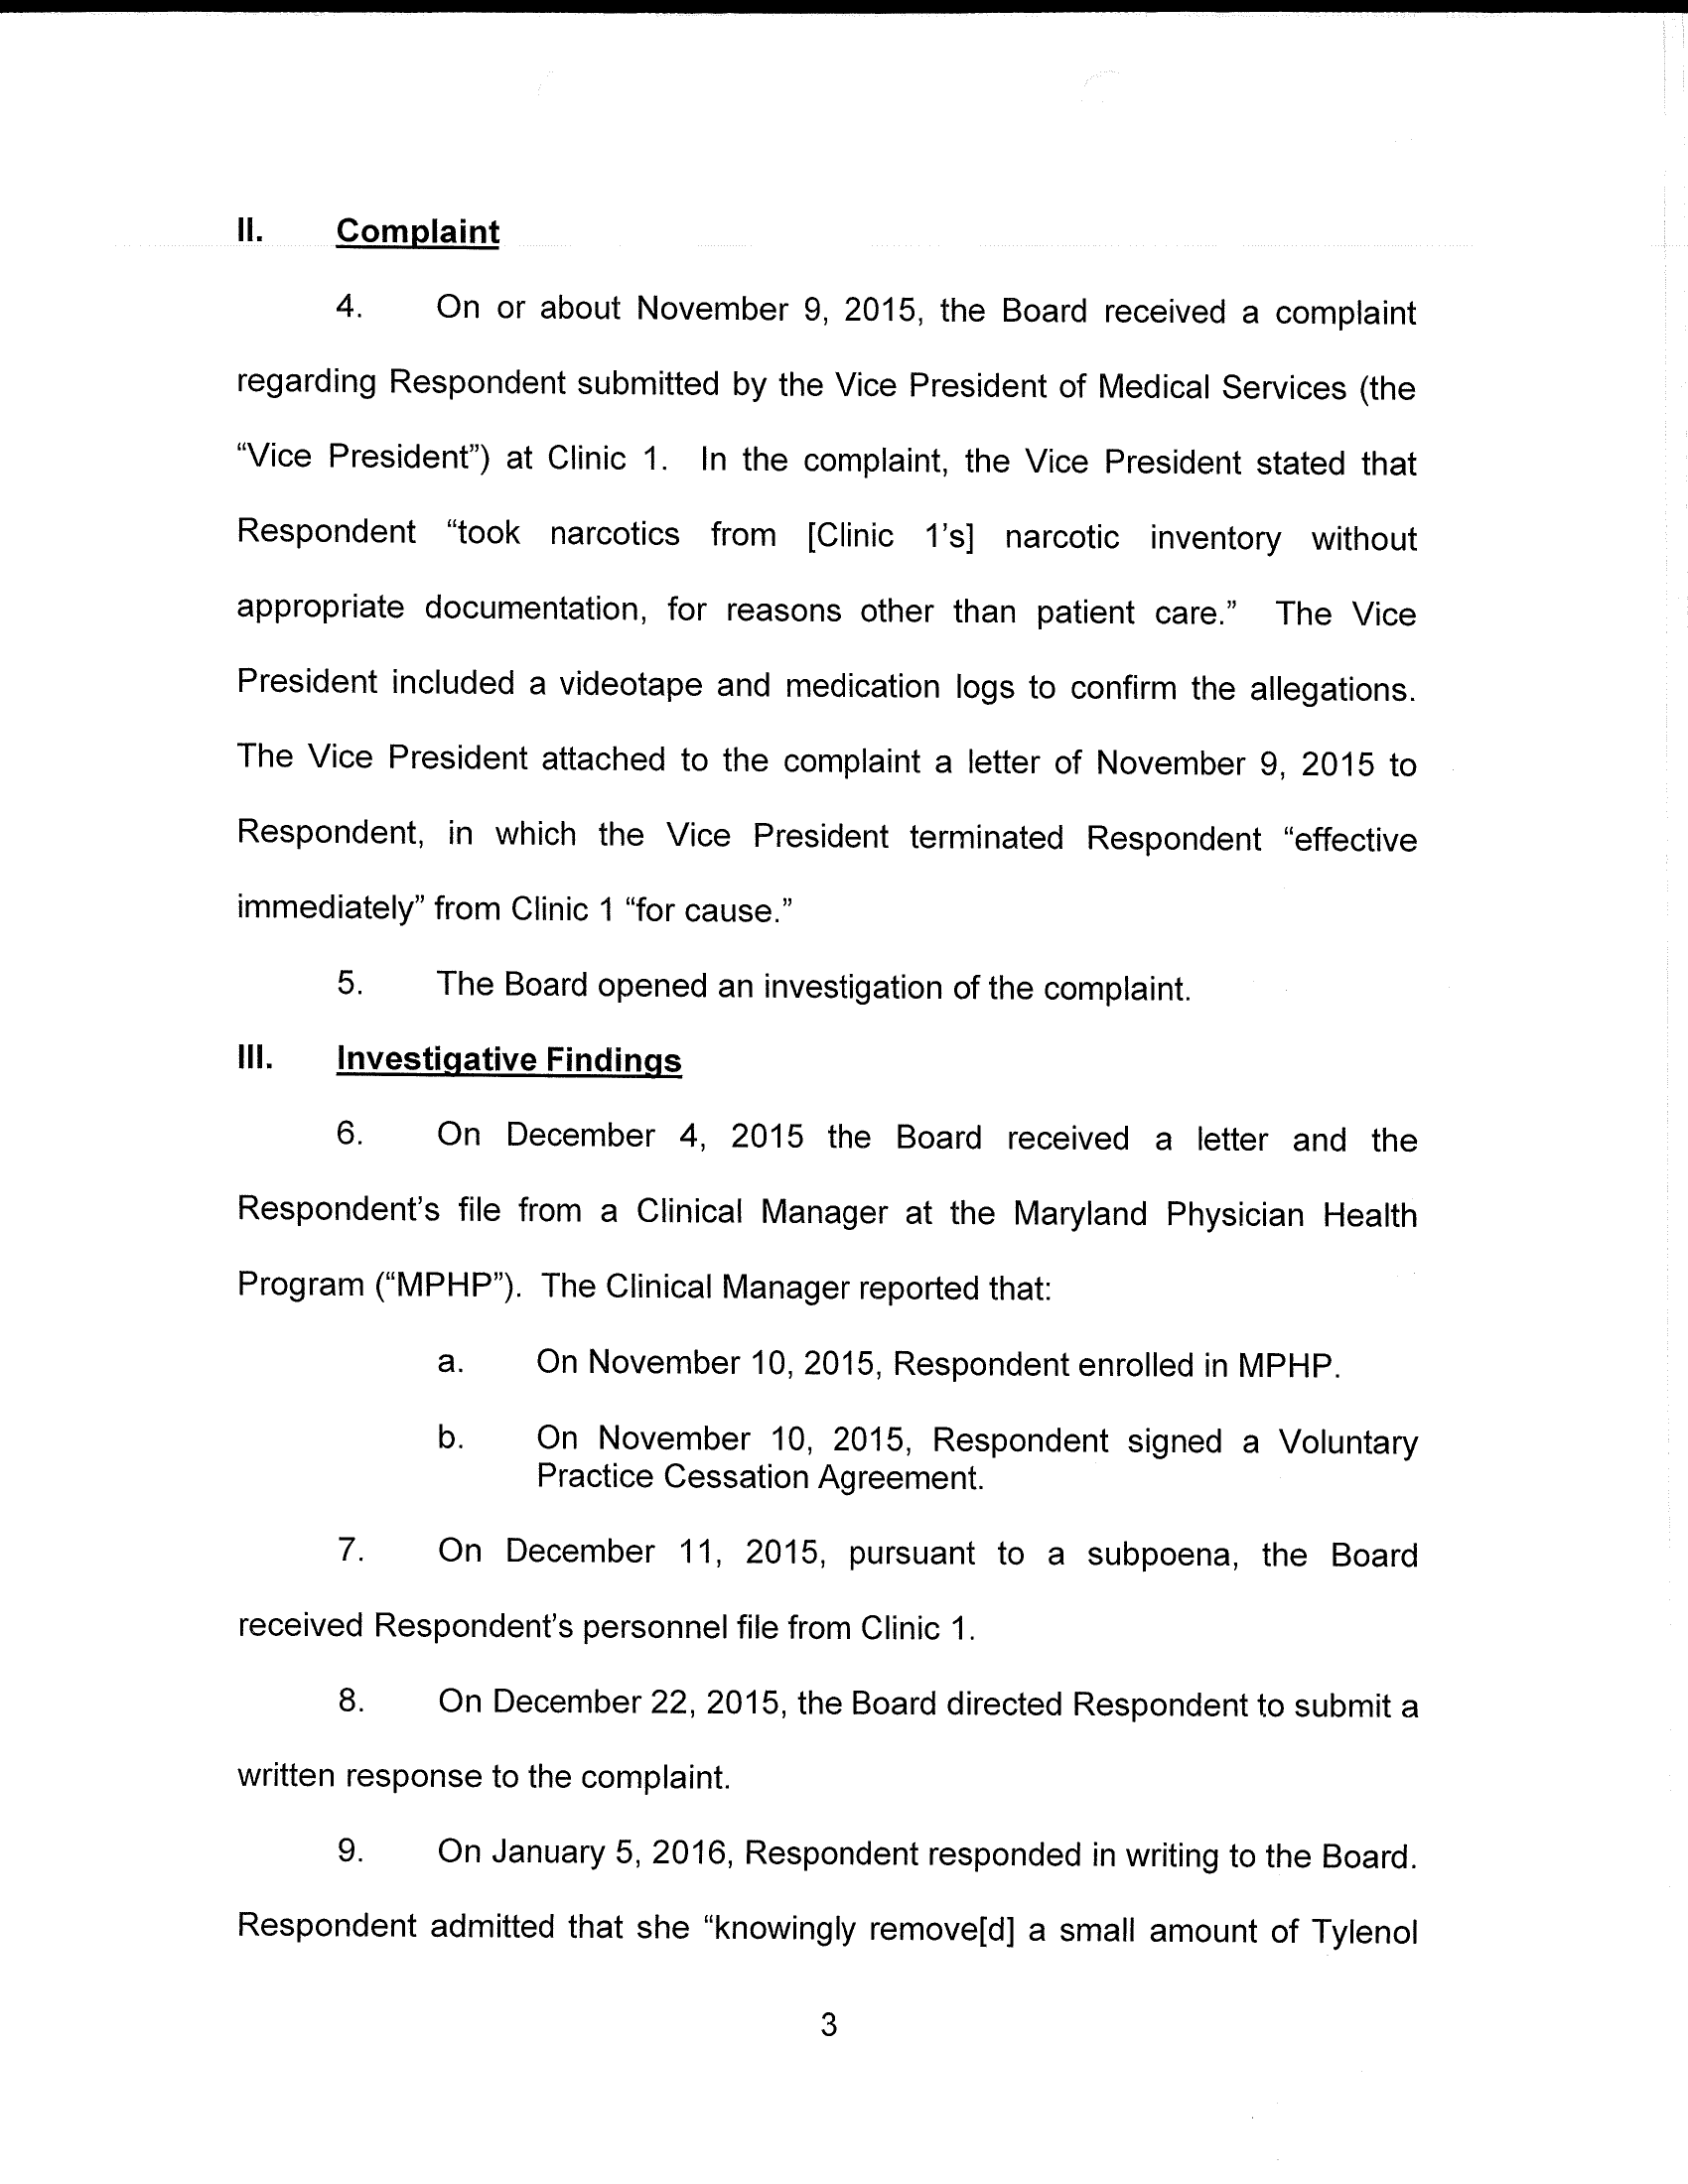 II. Complaint
4. On or about November 9, 2015, the Board received a complaint
regarding Respondent submitted by the Vice President of Medical Services (the
“Vice President”) at Clinic 1. In the complaint, the Vice President stated that
Respondent “took narcotics from [Clinic 1’s] narcotic inventory without
appropriate documentation, for reasons other than patient care.” The Vice
President included a videotape and medication logs to confirm the allegations.
The Vice President attached to the complaint a letter of November 9, 2015 to
Respondent, in which the Vice President terminated Respondent “effective
immediately” from Clinic 1 “for cause.”
5. The Board opened an investigation of the complaint.
III. Investigative Findings
6. On December 4, 2015 the Board received a letter and the
Respondent’s file from a Clinical Manager at the Maryland Physician Health
Program (“MPHP”). The Clinical Manager reported that:
a. On November 10, 2015, Respondent enrolled in MPHP.
b. On November 10, 2015, Respondent signed a Voluntary
Practice Cessation Agreement.
7. On December 11, 2015, pursuant to a subpoena, the Board
received Respondent’s personnel file from Clinic 1.
8. On December 22, 2015, the Board directed Respondent to submit a
written response to the complaint.
9. On January 5, 2016, Respondent responded in writing to the Board.
Respondent admitted that she “knowingly remove[d] a small amount of Tylenol
3